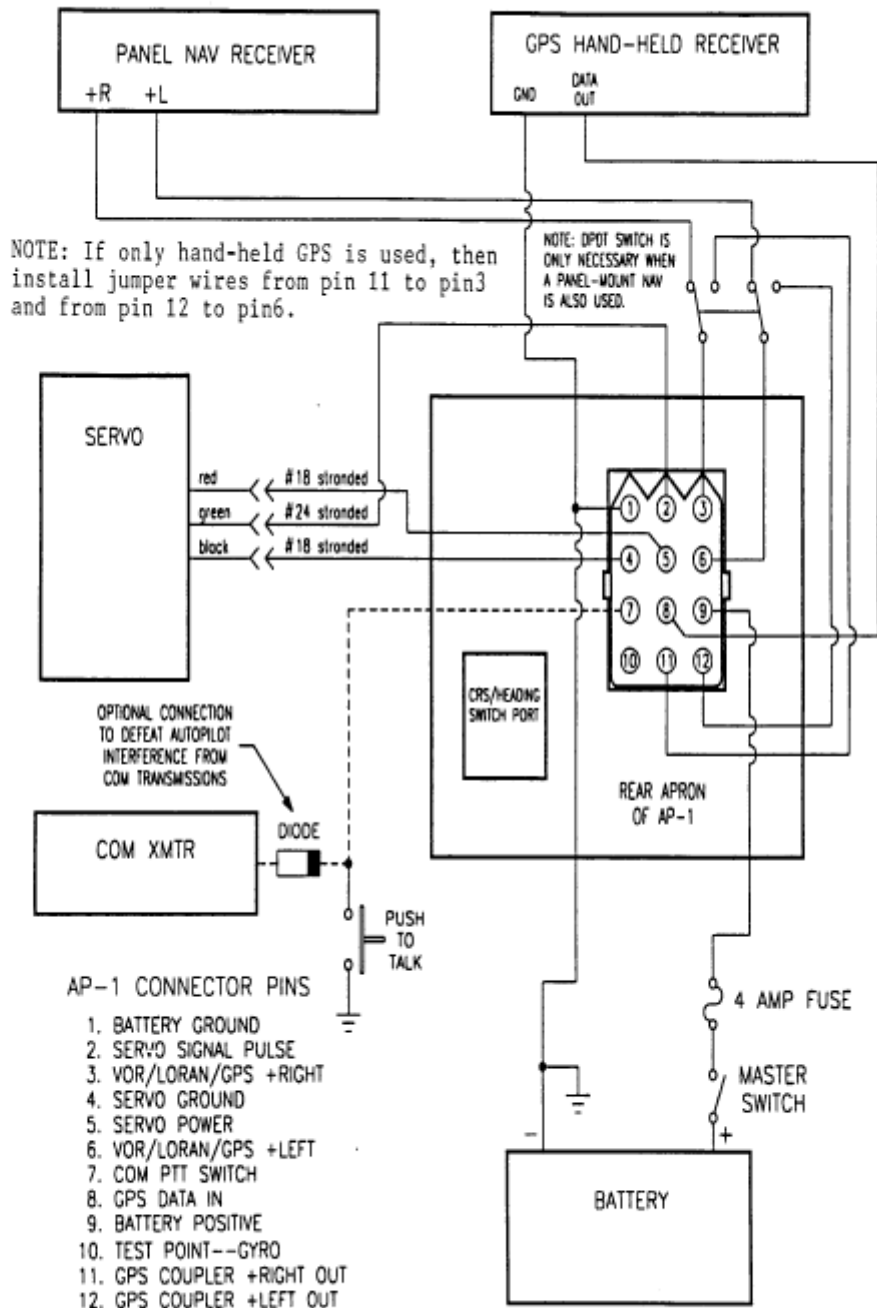 PANEL NAV RECEIVER
+R +L
GPS HAND-HELD RECEIVER
GND
DATA
OUT
NOTE: If only hand-held GPS is used, then
install jumper wires from pin 11 to pin3
and from pin 12 to pin6.
NOTE: DPDT SWITCH IS
ONLY NECESSARY WHEN
A PANEL-MOUNT NAV
IS ALSO USED.
SERVO
red #18 stranded
green #24 stranded
black #18 stranded
1 2 3
4 5 6
7 8 9
10 11 12
CRS/HEADING
SWITCH PORT
REAR APRON
OF AP-1
OPTIONAL CONNECTION
TO DEFEAT AUTOPILOT
INTERFERENCE FROM
COM TRANSMISSIONS
COM XMTR
DIODE
PUSH
TO
TALK
4 AMP FUSE
MASTER
SWITCH
- +
BATTERY
AP-1 CONNECTOR PINS
1. BATTERY GROUND
2. SERVO SIGNAL PULSE
3. VOR/LORAN/GPS +RIGHT
4. SERVO GROUND
5. SERVO POWER
6. VOR/LORAN/GPS +LEFT
7. COM PTT SWITCH
8. GPS DATA IN
9. BATTERY POSITIVE
10. TEST POINT--GYRO
11. GPS COUPLER +RIGHT OUT
12. GPS COUPLER +LEFT OUT